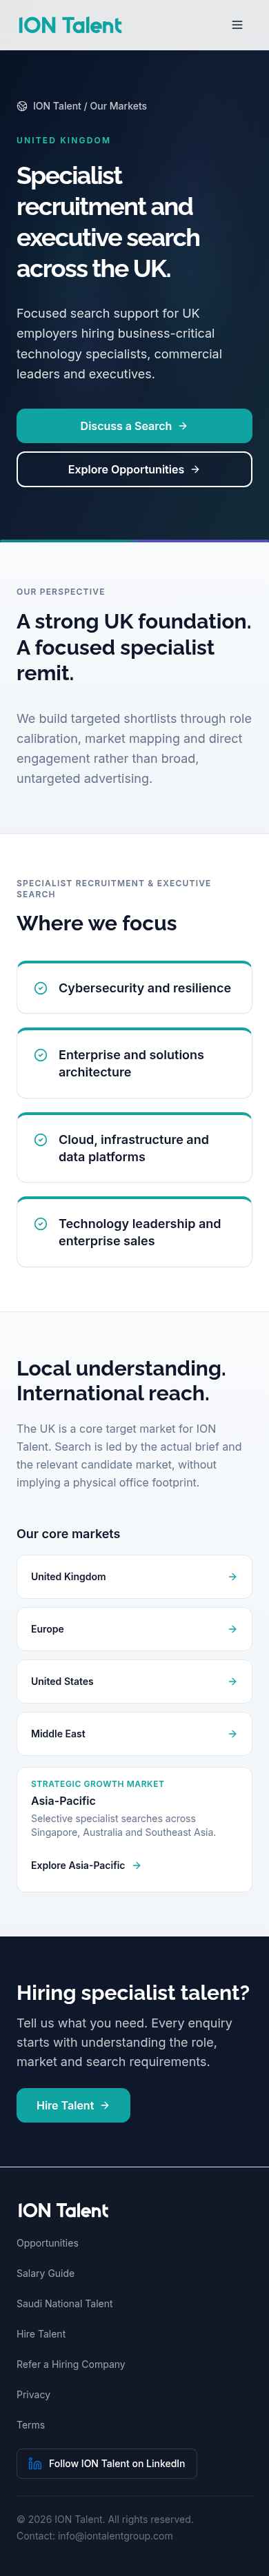 ION Talent
ION Talent / Our Markets
UNITED KINGDOM
Specialist
recruitment and
executive search
across the UK.
Focused search support for UK
employers hiring business-critical
technology specialists, commercial
leaders and executives.
Discuss a Search
Explore Opportunities
OUR PERSPECTIVE
A strong UK foundation.
A focused specialist
remit.
We build targeted shortlists through role
calibration, market mapping and direct
engagement rather than broad,
untargeted advertising.
SPECIALIST RECRUITMENT & EXECUTIVE
SEARCH
Where we focus
Cybersecurity and resilience
Enterprise and solutions
architecture
Cloud, infrastructure and
data platforms
Technology leadership and
enterprise sales
Local understanding.
International reach.
The UK is a core target market for ION
Talent. Search is led by the actual brief and
the relevant candidate market, without
implying a physical office footprint.
Our core markets
United Kingdom
Europe
United States
Middle East
STRATEGIC GROWTH MARKET
Asia-Pacific
Selective specialist searches across
Singapore, Australia and Southeast Asia.
Explore Asia-Pacific
Hiring specialist talent?
Tell us what you need. Every enquiry
starts with understanding the role,
market and search requirements.
Hire Talent
ION Talent
Opportunities
Salary Guide
Saudi National Talent
Hire Talent
Refer a Hiring Company
Privacy
Terms
Follow ION Talent on LinkedIn
© 2026 ION Talent. All rights reserved.
Contact: info@iontalentgroup.com